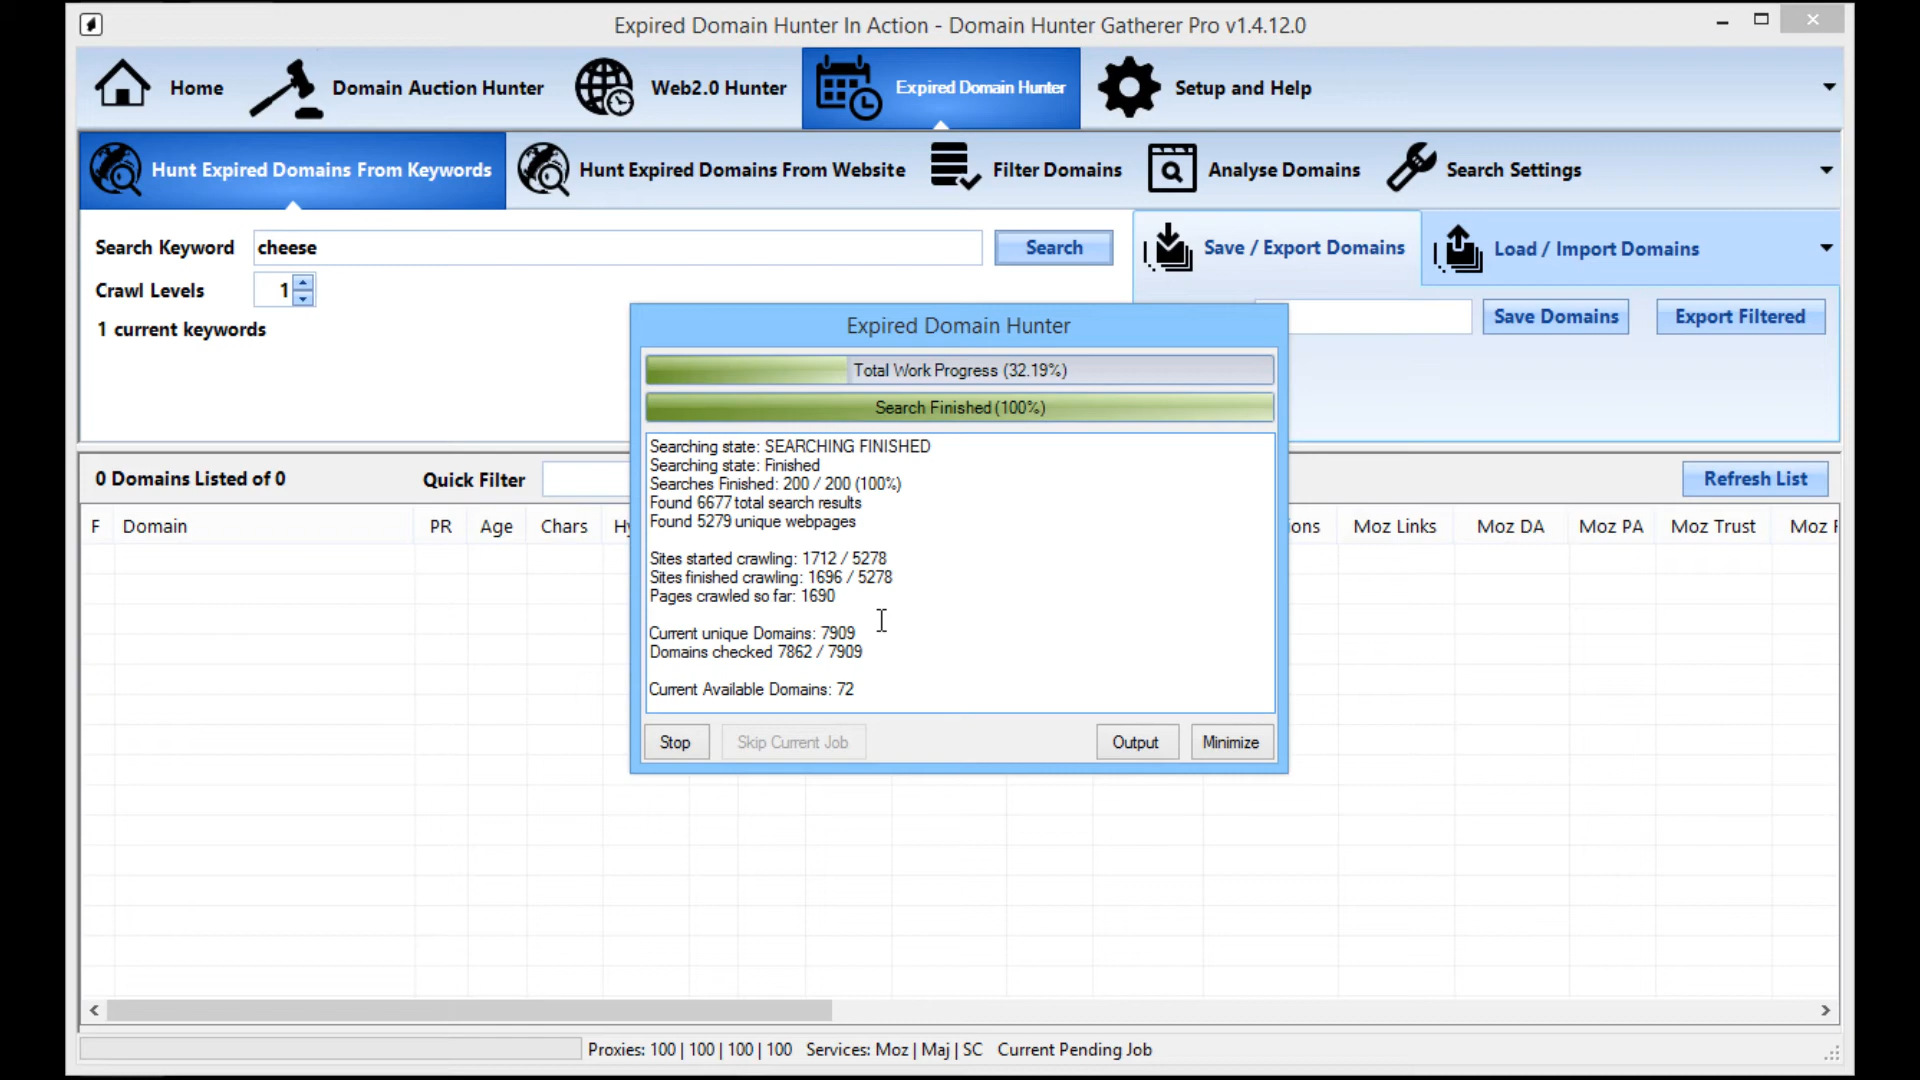 Expired Domain Hunter In Action - Domain Hunter Gatherer Pro v1.4.12.0
Home
Domain Auction Hunter
Web2.0 Hunter
Expired Domain Hunter
Setup and Help
Hunt Expired Domains From Keywords
Hunt Expired Domains From Website
Filter Domains
Analyse Domains
Search Settings
Search Keyword
cheese
Search
Save / Export Domains
Load / Import Domains
Crawl Levels
1
1 current keywords
Save Domains
Export Filtered
Expired Domain Hunter
Total Work Progress (32.19%)
Search Finished (100%)
Searching state: SEARCHING FINISHED
Searching state: Finished
Searches Finished: 200 / 200 (100%)
Found 6677 total search results
Found 5279 unique webpages
Sites started crawling: 1712 / 5278
Sites finished crawling: 1696 / 5278
Pages crawled so far: 1690
Current unique Domains: 7909
Domains checked 7862 / 7909
Current Available Domains: 72
Stop
Skip Current Job
Output
Minimize
0 Domains Listed of 0
Quick Filter
Refresh List
F
Domain
PR
Age
Chars
Hy
ons
Moz Links
Moz DA
Moz PA
Moz Trust
Moz
Proxies: 100 | 100 | 100 | 100
Services: Moz | Maj | SC
Current Pending Job